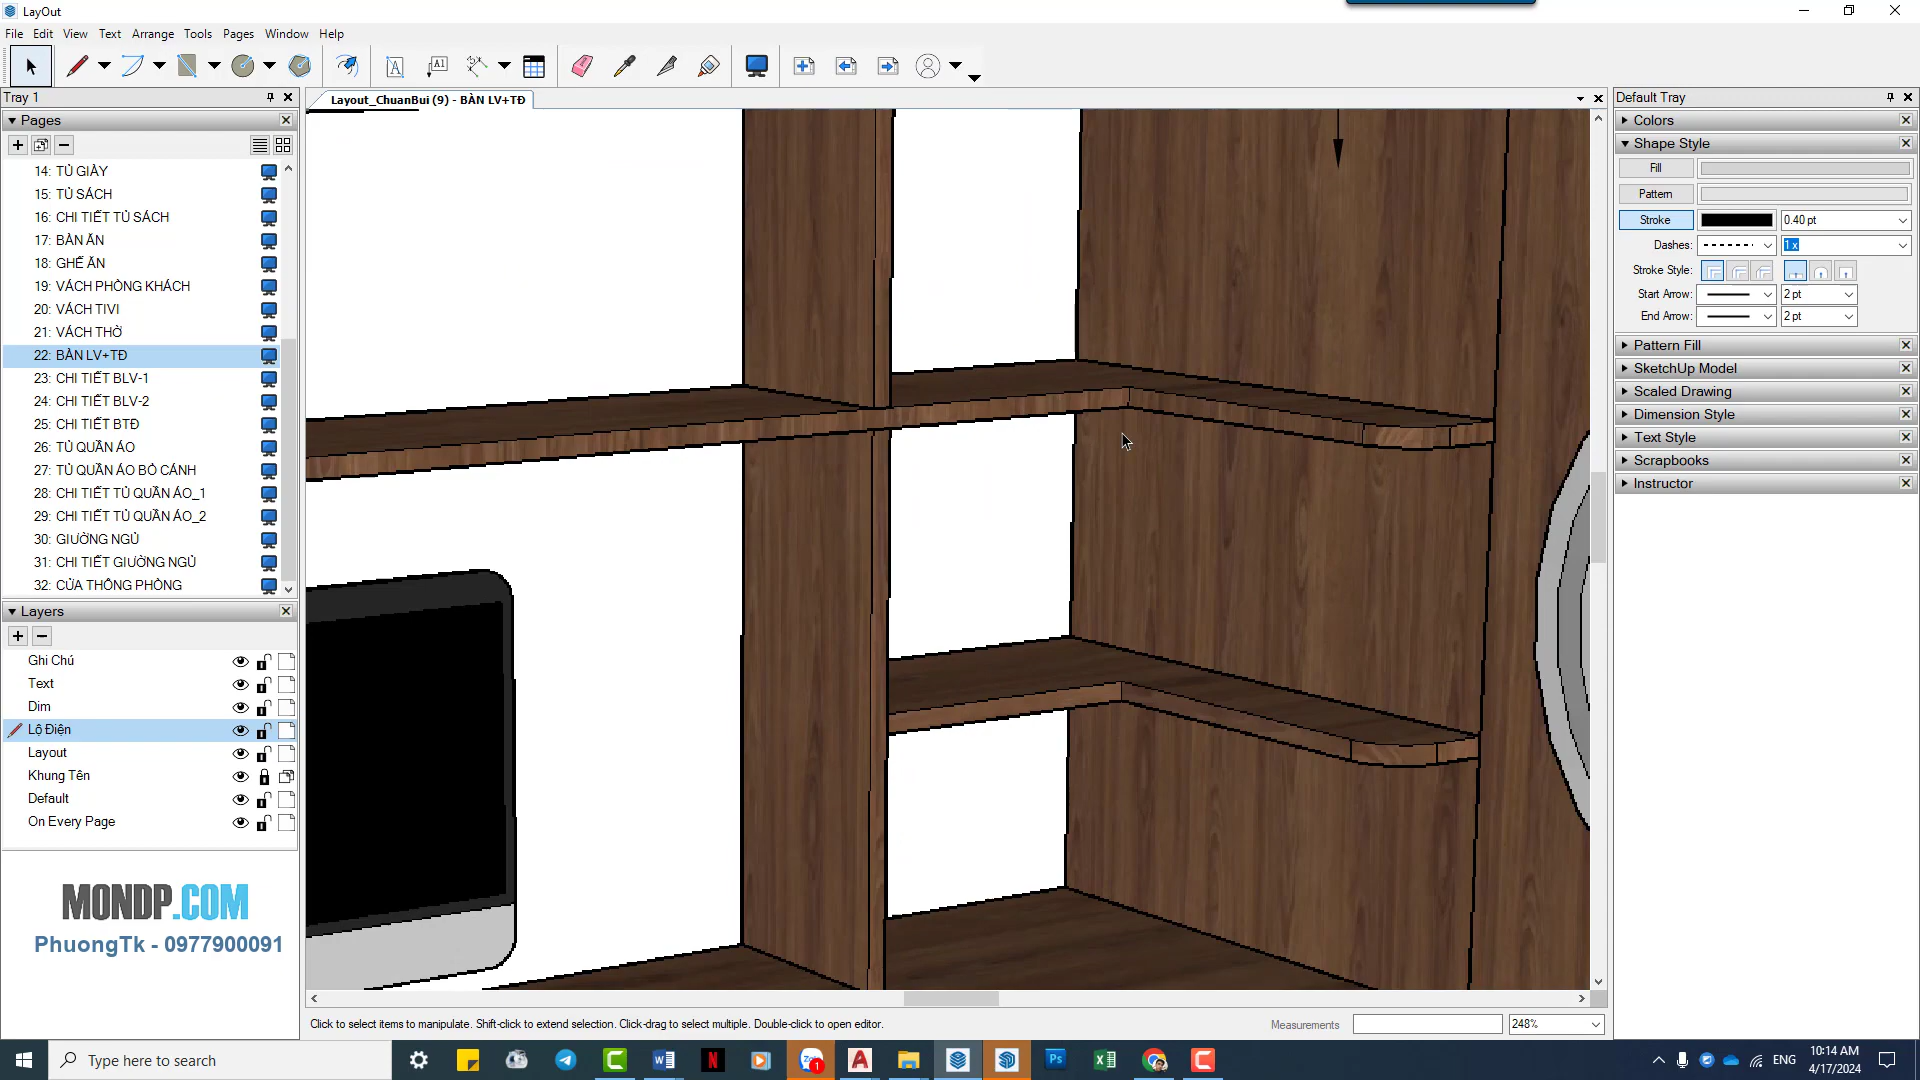 LayOut
File Edit View Text Arrange Tools Pages Window Help
Tray 1
Layout_ChuanBui (9) - BÀN LV+TĐ
Default Tray
Pages
14: TỦ GIÀY
15: TỦ SÁCH
16: CHI TIẾT TỦ SÁCH
17: BÀN ĂN
18: GHẾ ĂN
19: VÁCH PHÒNG KHÁCH
20: VÁCH TIVI
21: VÁCH THỜ
22: BÀN LV+TĐ
23: CHI TIẾT BLV-1
24: CHI TIẾT BLV-2
25: CHI TIẾT BTĐ
26: TỦ QUẦN ÁO
27: TỦ QUẦN ÁO BỎ CÁNH
28: CHI TIẾT TỦ QUẦN ÁO_1
29: CHI TIẾT TỦ QUẦN ÁO_2
30: GIƯỜNG NGỦ
31: CHI TIẾT GIƯỜNG NGỦ
32: CỬA THÔNG PHÒNG
Layers
Ghi Chú
Text
Dim
Lộ Điện
Layout
Khung Tên
Default
On Every Page
MONDP.COM
PhuongTk - 0977900091
Colors
Shape Style
Fill
Pattern
Stroke 0.40 pt
Dashes: 1 x
Stroke Style:
Start Arrow: 2 pt
End Arrow: 2 pt
Pattern Fill
SketchUp Model
Scaled Drawing
Dimension Style
Text Style
Scrapbooks
Instructor
Click to select items to manipulate. Shift-click to extend selection. Click-drag to select multiple. Double-click to open editor.
Measurements
248%
Type here to search
ENG
10:14 AM
4/17/2024